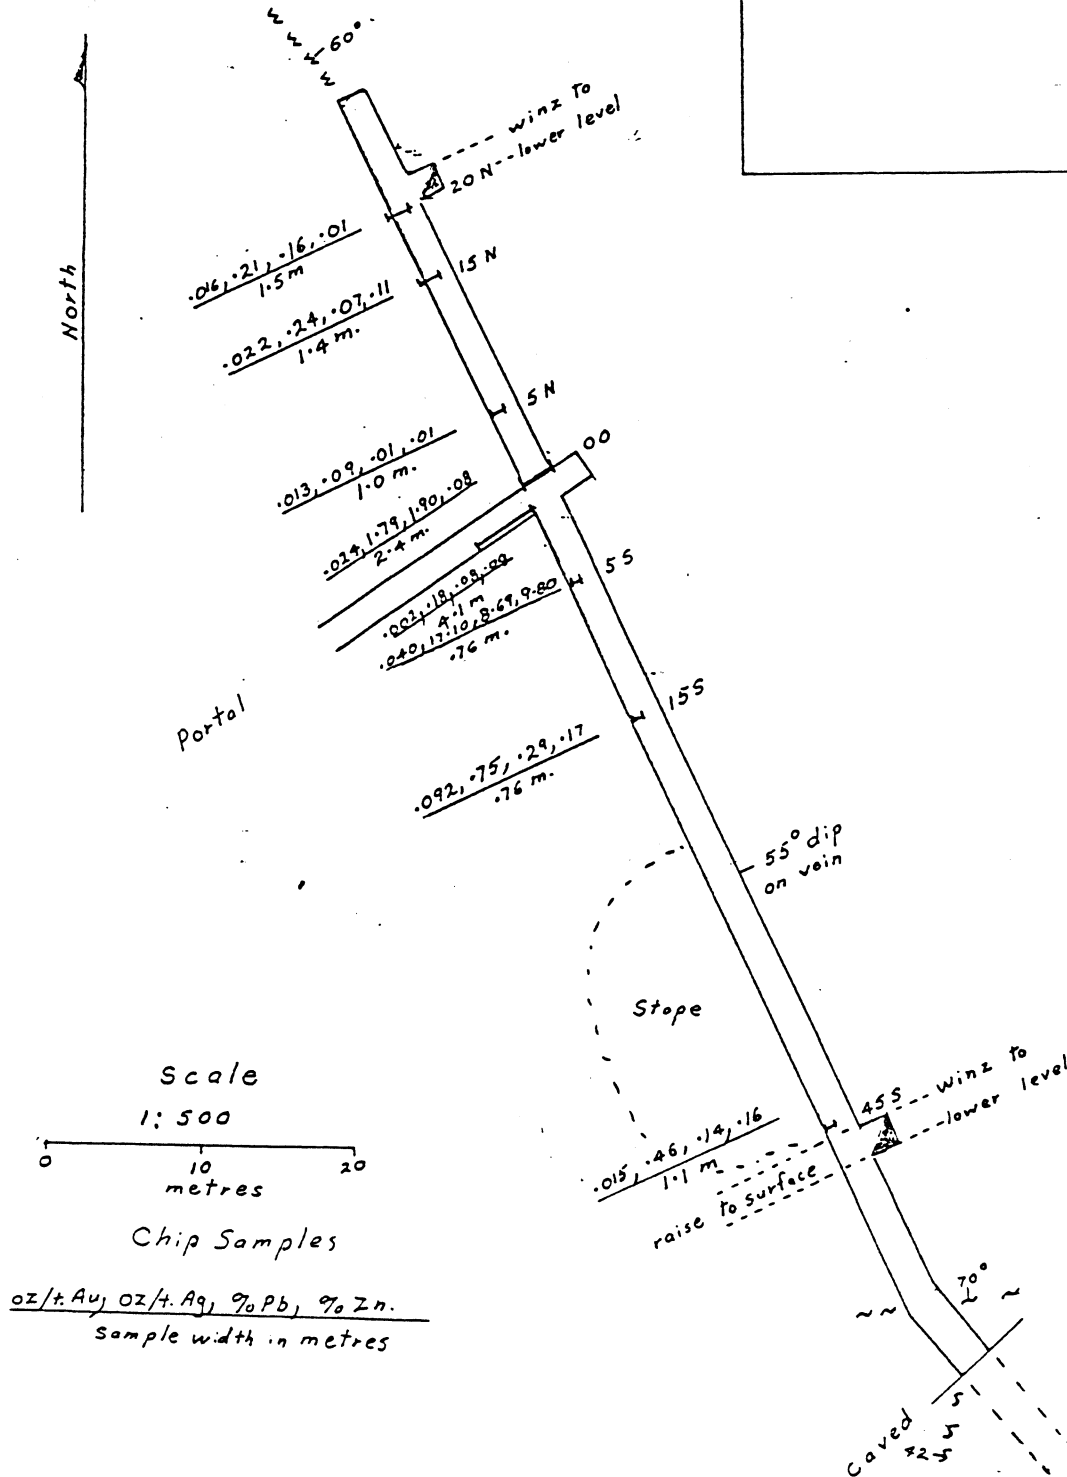 60°
winz to
lower level
20N
North
.016, .21, .16, .01
1.5 m
15 N
.022, .24, .07, .11
1.4 m.
5 N
.013, .09, .01, .01
1.0 m.
00
.024, 1.79, 1.90, .08
2.4 m.
.002, .18, .08,
4.1 m
5 S
.040, 17.10, 8.69, 9.80
.76 m.
Portal
15 S
.092, .75, .29, .17
.76 m.
55° dip
on vein
Stope
Scale
1: 500
0 10 20
metres
winz to
lower level
45 S
.015, .46, .14, .16
1.1 m
raise to surface
Chip Samples
oz/t. Au, oz/t. Ag, % Pb, % Zn.
Sample width in metres
70°
Caved